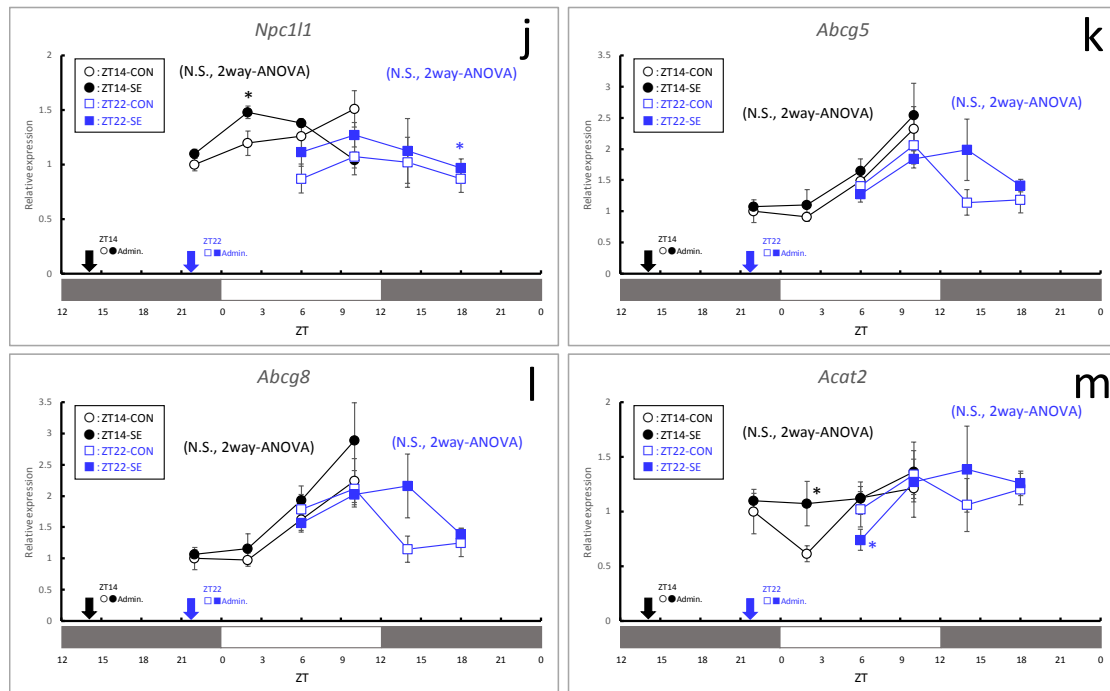 Npc1l1
j
2
1.5
1
0.5
0
Relative expression
○ : ZT14-CON
● : ZT14-SE
□ : ZT22-CON
■ : ZT22-SE
(N.S., 2way-ANOVA)
(N.S., 2way-ANOVA)
*
*
ZT14
○●Admin.
ZT22
□■Admin.
12 15 18 21 0 3 6 9 12 15 18 21 0
ZT
Abcg5
k
3.5
3
2.5
2
1.5
1
0.5
0
Relative expression
○ : ZT14-CON
● : ZT14-SE
□ : ZT22-CON
■ : ZT22-SE
(N.S., 2way-ANOVA)
(N.S., 2way-ANOVA)
ZT14
○●Admin.
ZT22
□■Admin.
12 15 18 21 0 3 6 9 12 15 18 21 0
ZT
Abcg8
l
3.5
3
2.5
2
1.5
1
0.5
0
Relative expression
○ : ZT14-CON
● : ZT14-SE
□ : ZT22-CON
■ : ZT22-SE
(N.S., 2way-ANOVA)
(N.S., 2way-ANOVA)
ZT14
○●Admin.
ZT22
□■Admin.
12 15 18 21 0 3 6 9 12 15 18 21 0
ZT
Acat2
m
2
1.5
1
0.5
0
Relative expression
○ : ZT14-CON
● : ZT14-SE
□ : ZT22-CON
■ : ZT22-SE
(N.S., 2way-ANOVA)
(N.S., 2way-ANOVA)
*
*
ZT14
○●Admin.
ZT22
□■Admin.
12 15 18 21 0 3 6 9 12 15 18 21 0
ZT